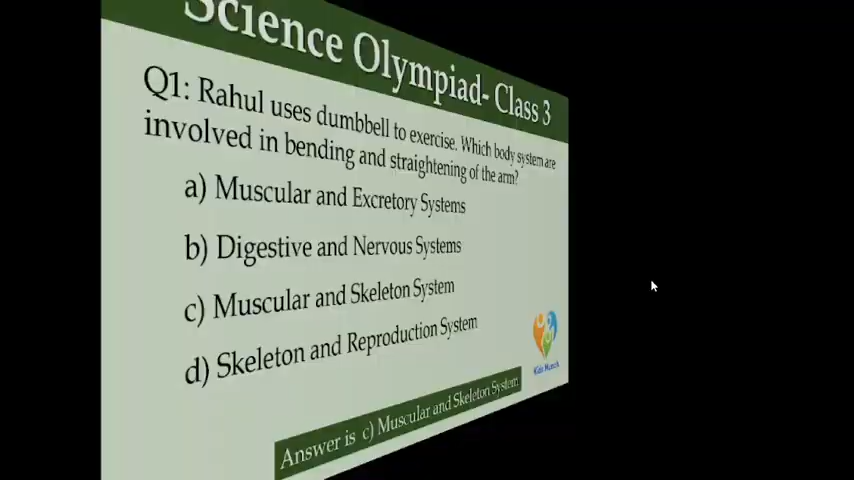 Science Olympiad- Class 3
Q1: Rahul uses dumbbell to exercise. Which body system are
involved in bending and straightening of the arm?
a) Muscular and Excretory Systems
b) Digestive and Nervous Systems
c) Muscular and Skeleton System
d) Skeleton and Reproduction System
Answer is c) Muscular and Skeleton System